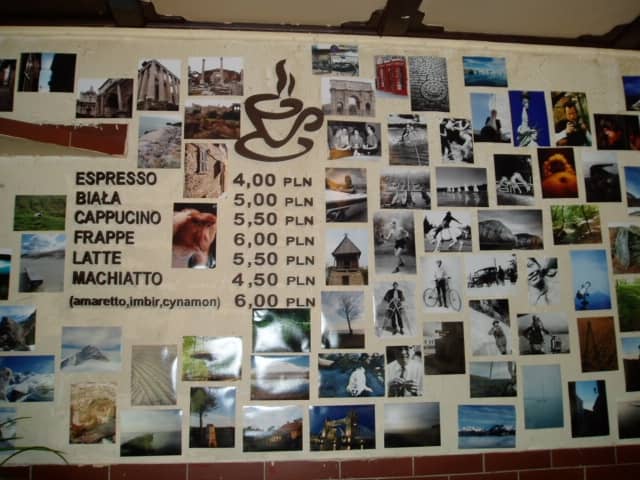 ESPRESSO 4,00 PLN
BIAŁA 5,00 PLN
CAPPUCINO 5,50 PLN
FRAPPE 6,00 PLN
LATTE 5,50 PLN
MACHIATTO 4,50 PLN
(amaretto,imbir,cynamon) 6,00 PLN